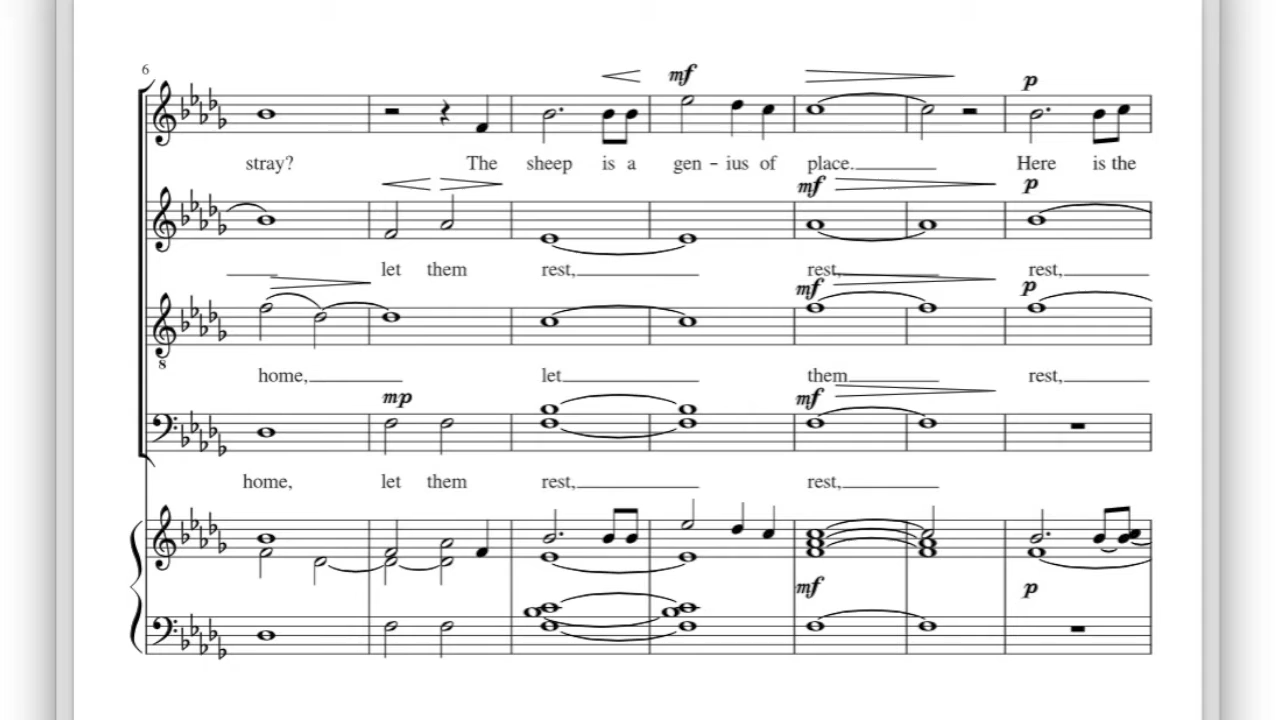 6
mf p
stray? The sheep is a gen - ius of place. Here is the
mf p
let them rest, rest, rest,
mf p
8
home, let them rest,
mp mf
home, let them rest, rest,
mf p